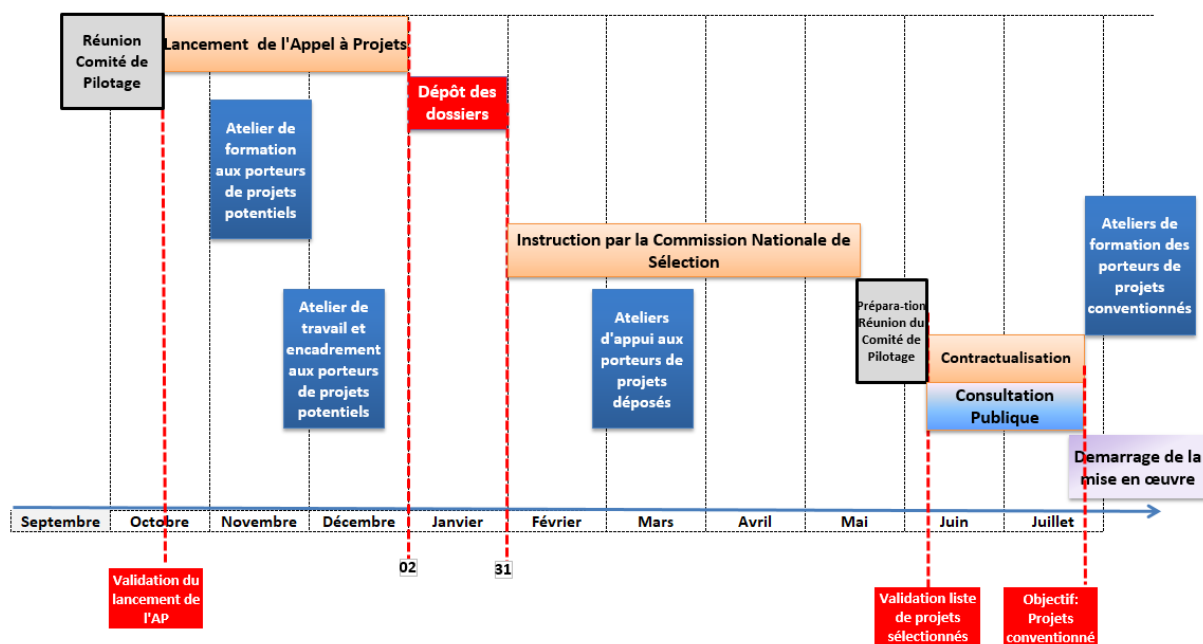 Réunion
Comité de
Pilotage
Lancement de l'Appel à Projets
Dépôt des
dossiers
Atelier de
formation
aux porteurs
de projets
potentiels
Instruction par la Commission Nationale de
Sélection
Ateliers de
formation des
porteurs de
projets
conventionnés
Atelier de
travail et
encadrement
aux porteurs
de projets
potentiels
Ateliers
d'appui aux
porteurs de
projets
déposés
Prépara-tion
Réunion du
Comité de
Pilotage
Contractualisation
Consultation
Publique
Demarrage de la
mise en œuvre
Septembre
Octobre
Novembre
Décembre
Janvier
Février
Mars
Avril
Mai
Juin
Juillet
02
31
Validation du
lancement de
l'AP
Validation liste
de projets
sélectionnés
Objectif:
Projets
conventionné